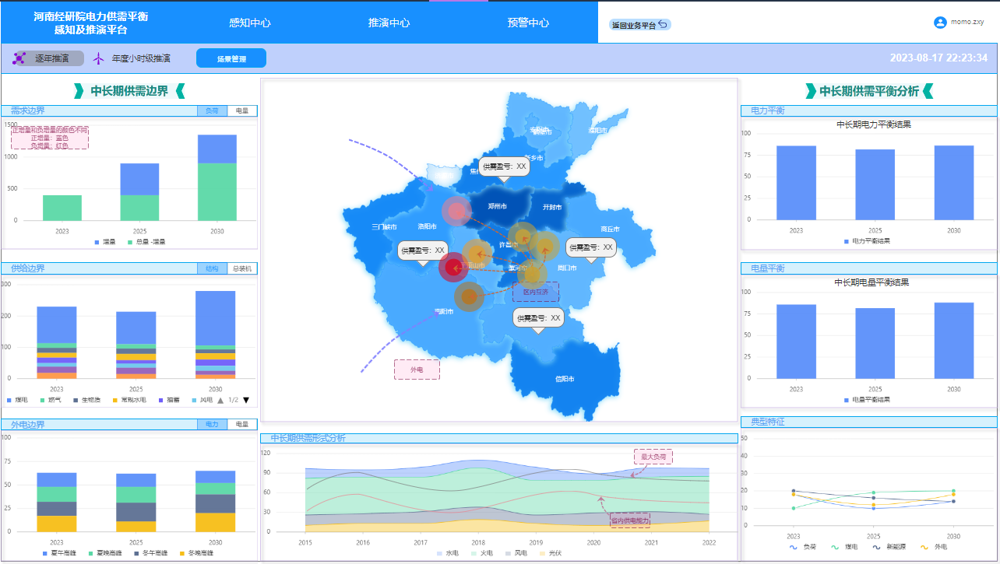 河南经研院电力供需平衡
感知及推演平台
感知中心
推演中心
预警中心
返回业务平台
momo.zxy
逐年推演
年度小时级推演
场景管理
2023-08-17 22:23:34
中长期供需边界
需求边界
负荷
电量
正增量和负增量的颜色不同
正增量：蓝色
负增量：红色
1500
1000
500
0
2023
2025
2030
增量
总量 -增量
供给边界
结构
总装机
300
200
100
0
2023
2025
2030
煤电
燃气
生物质
常规水电
抽蓄
风电
1/2
外电边界
电力
电量
100
75
50
25
0
2023
2025
2030
夏午高峰
夏晚高峰
冬午高峰
冬晚高峰
安阳市
濮阳市
新乡市
供需盈亏：XX
郑州市
开封市
三门峡市
洛阳市
商丘市
许昌市
供需盈亏：XX
供需盈亏：XX
漯河市
周口市
区内互济
南阳市
供需盈亏：XX
外电
信阳市
中长期供需形式分析
120
90
60
30
0
最大负荷
省内供电能力
2015
2016
2017
2018
2019
2020
2021
2022
水电
火电
风电
光伏
中长期供需平衡分析
电力平衡
中长期电力平衡结果
100
75
50
25
0
2023
2025
2030
电力平衡结果
电量平衡
中长期电量平衡结果
100
75
50
25
0
2023
2025
2030
电量平衡结果
典型特征
50
40
30
20
10
0
2023
2025
2030
负荷
煤电
新能源
外电